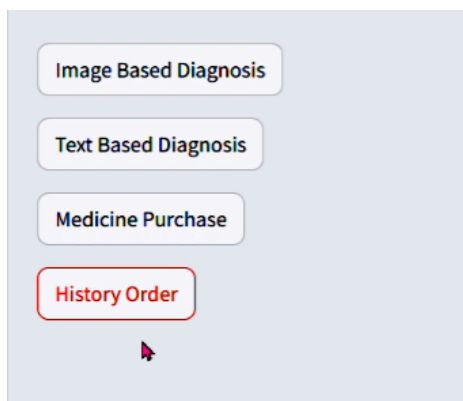 Image Based Diagnosis
Text Based Diagnosis
Medicine Purchase
History Order